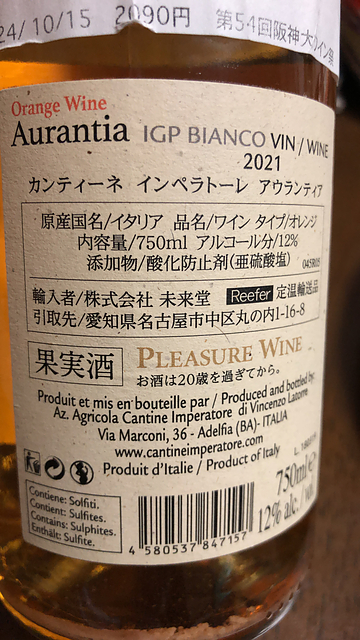 24/10/15 2090円 第54回阪神大ワイン祭
Orange Wine
Aurantia IGP BIANCO VIN / WINE
2021
カンティーネ インペラトーレ アウランティア
原産国名/イタリア 品名/ワイン タイプ/オレンジ
内容量/750ml アルコール分/12%
添加物/酸化防止剤(亜硫酸塩)
輸入者/株式会社 未来堂 Reefer 定温輸送品
引取先/愛知県名古屋市中区丸の内1-16-8
果実酒 PLEASURE WINE
お酒は20歳を過ぎてから。
Produit et mis en bouteille par / Produced and bottled by:
Az. Agricola Cantine Imperatore di Vincenzo Latorre
Via Marconi, 36 - Adelfia (BA)- ITALIA
www.cantineimperatore.com
Produit d'Italie / Product of Italy
750ml e
12% alc. / vol.
Contiene: Solfiti.
Contient: Sulfites.
Contains: Sulphites.
Enthält: Sulfite.
4 580537 847157